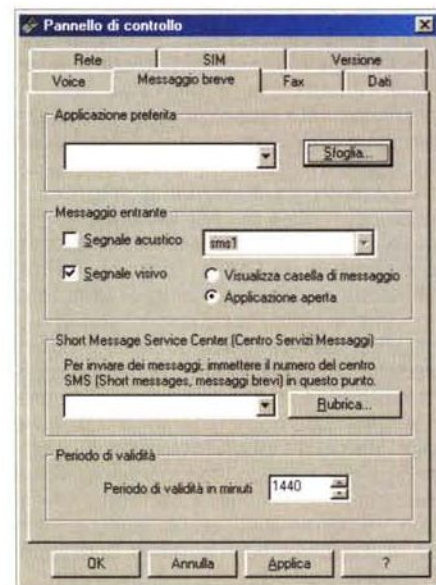 Pannello di controllo
Rete SIM Versione
Voice Messaggio breve Fax Dati
Applicazione preferita
Sfoglia...
Messaggio entrante
Segnale acustico sms1
Segnale visivo Visualizza casella di messaggio
Applicazione aperta
Short Message Service Center (Centro Servizi Messaggi)
Per inviare dei messaggi, immettere il numero del centro
SMS (Short messages, messaggi brevi) in questo punto.
Rubrica...
Periodo di validità
Periodo di validità in minuti 1440
OK Annulla Applica ?